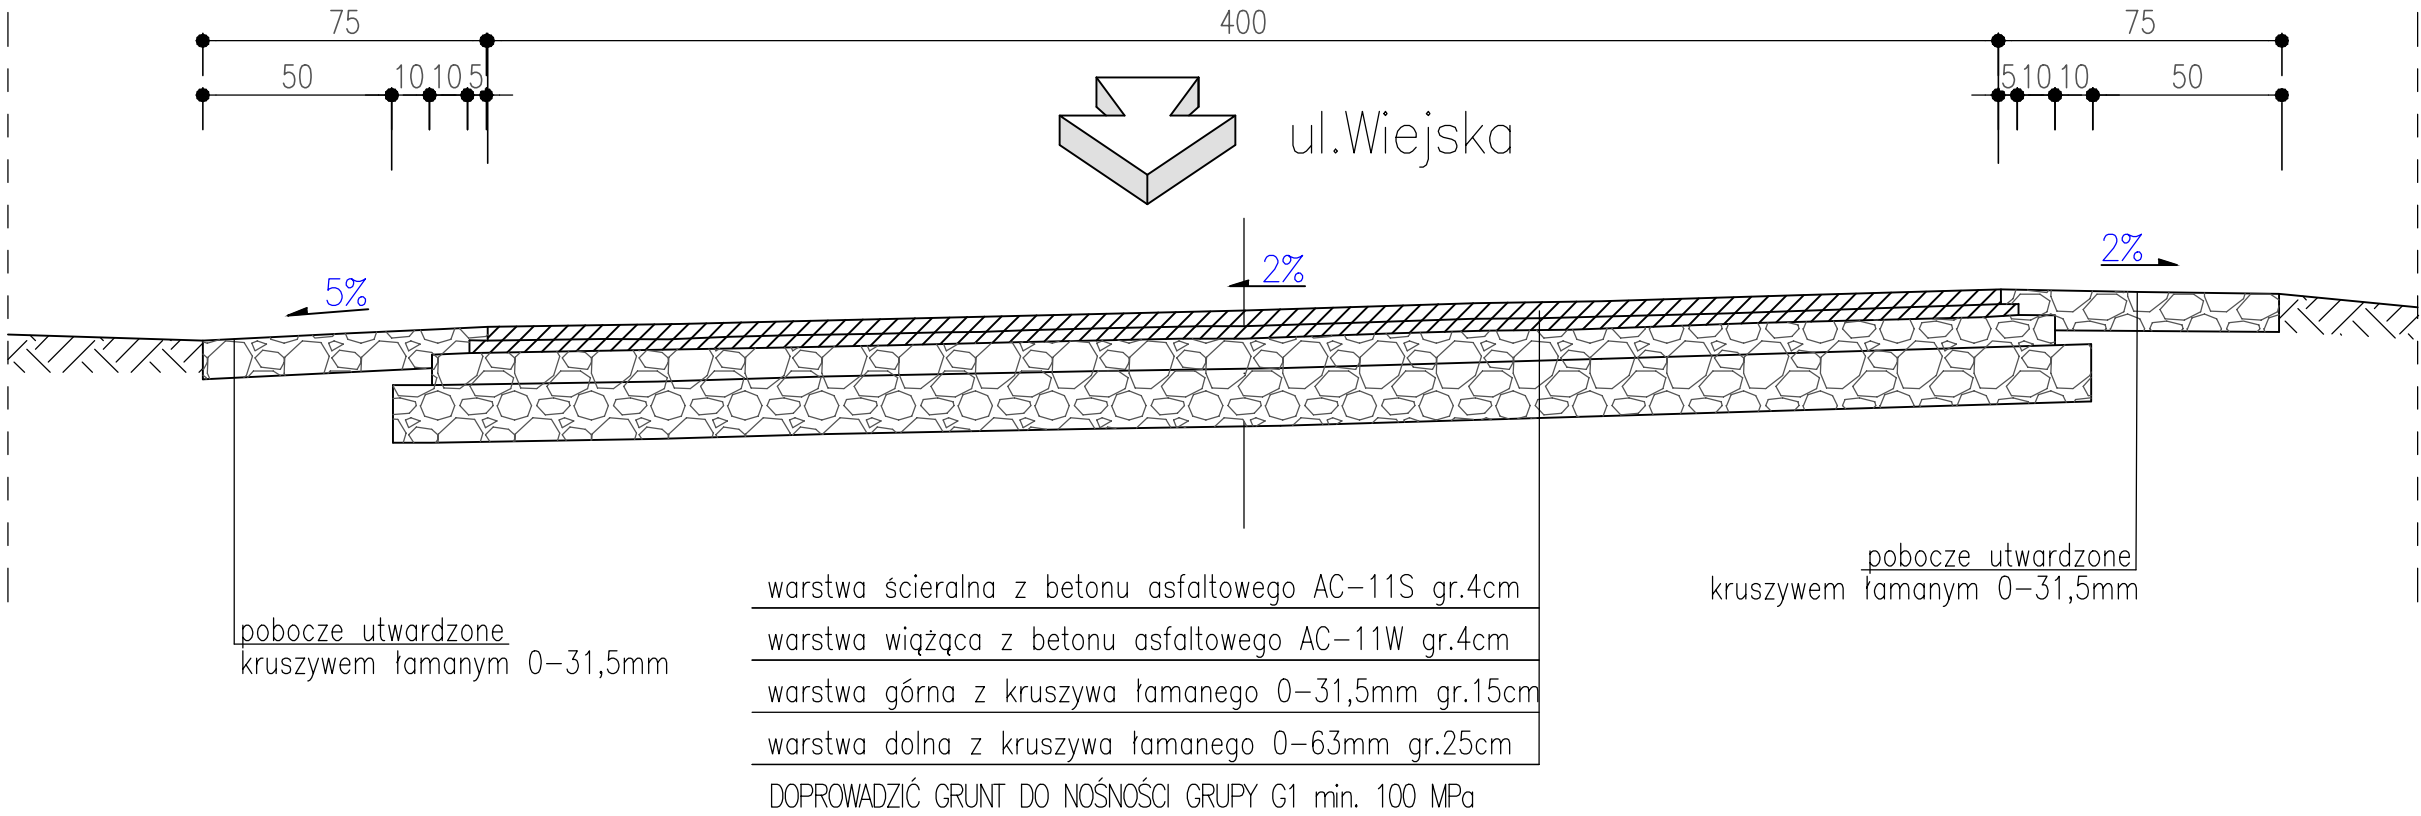 75 400 75
50 10 10 5 5 10 10 50
ul.Wiejska
5% 2% 2%
pobocze utwardzone
kruszywem łamanym 0-31,5mm
warstwa ścieralna z betonu asfaltowego AC-11S gr.4cm
warstwa wiążąca z betonu asfaltowego AC-11W gr.4cm
warstwa górna z kruszywa łamanego 0-31,5mm gr.15cm
warstwa dolna z kruszywa łamanego 0-63mm gr.25cm
DOPROWADZIĆ GRUNT DO NOŚNOŚCI GRUPY G1 min. 100 MPa
pobocze utwardzone
kruszywem łamanym 0-31,5mm